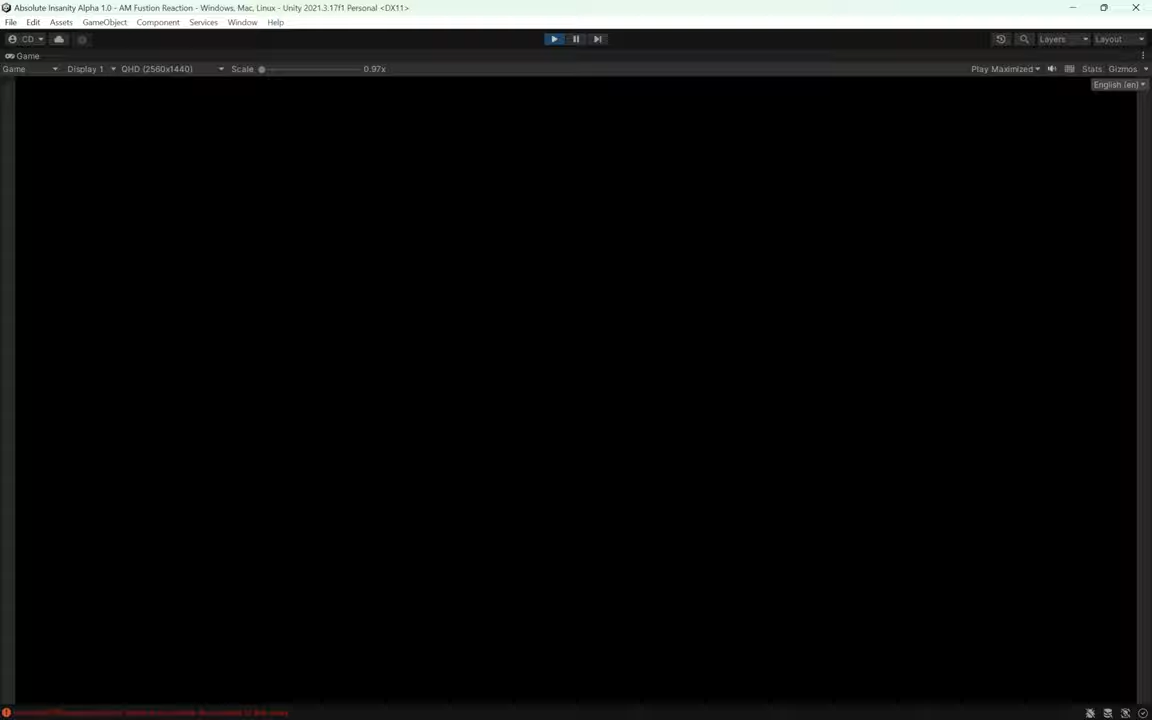 Absolute Insanity Alpha 1.0 - AM Fustion Reaction - Windows, Mac, Linux - Unity 2021.3.17f1 Personal <DX11>
File Edit Assets GameObject Component Services Window Help
CD Layers Layout
Game
Game Display 1 QHD (2560x1440) Scale 0.97x Play Maximized Stats Gizmos
English (en)